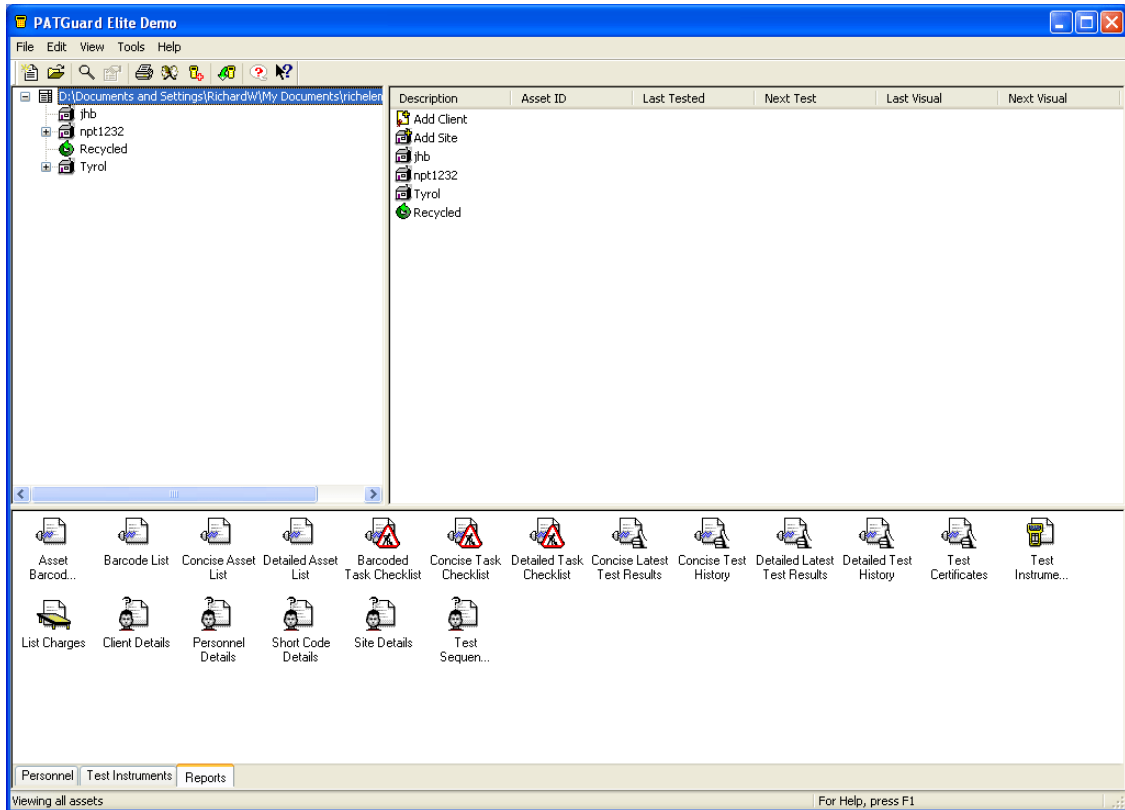 PATGuard Elite Demo
File Edit View Tools Help
D:\Documents and Settings\RichardW\My Documents\richelen
jhb
npt1232
Recycled
Tyrol
Description Asset ID Last Tested Next Test Last Visual Next Visual
Add Client
Add Site
jhb
npt1232
Tyrol
Recycled
Asset Barcod...
Barcode List
Concise Asset List
Detailed Asset List
Barcoded Task Checklist
Concise Task Checklist
Detailed Task Checklist
Concise Latest Test Results
Concise Test History
Detailed Latest Test Results
Detailed Test History
Test Certificates
Test Instrume...
List Charges
Client Details
Personnel Details
Short Code Details
Site Details
Test Sequen...
Personnel Test Instruments Reports
Viewing all assets For Help, press F1